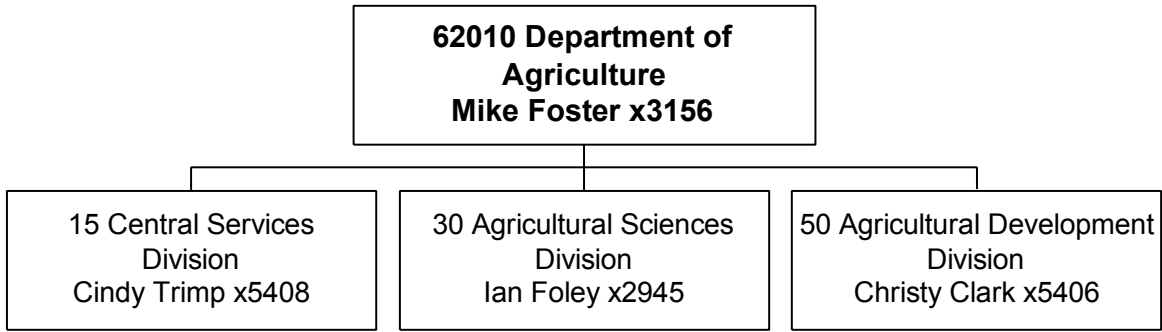 62010 Department of
Agriculture
Mike Foster x3156
15 Central Services
Division
Cindy Trimp x5408
30 Agricultural Sciences
Division
Ian Foley x2945
50 Agricultural Development
Division
Christy Clark x5406